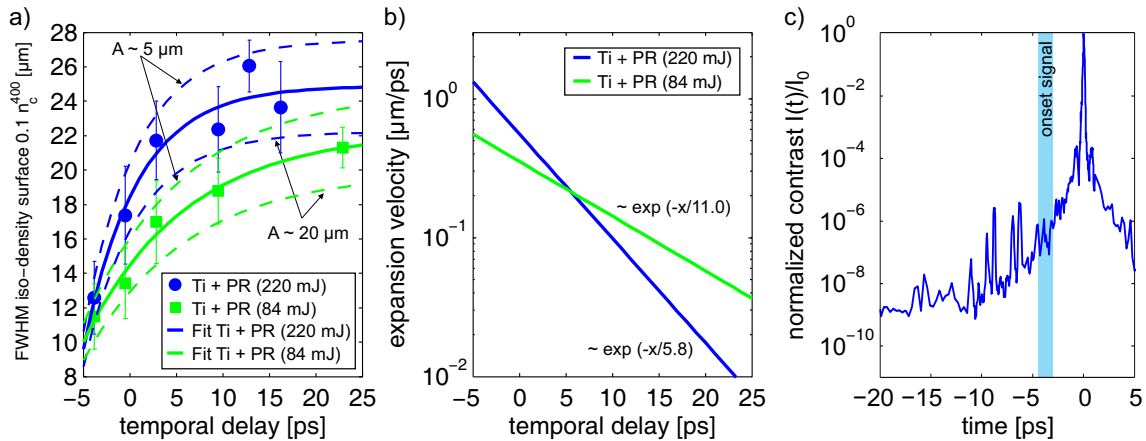 a)
FWHM iso-density surface 0.1 n_c^400 [µm]
28
26
24
22
20
18
16
14
12
10
8
A ~ 5 µm
A ~ 20 µm
Ti + PR (220 mJ)
Ti + PR (84 mJ)
Fit Ti + PR (220 mJ)
Fit Ti + PR (84 mJ)
−5 0 5 10 15 20 25
temporal delay [ps]
b)
expansion velocity [µm/ps]
10^0
10^−1
10^−2
Ti + PR (220 mJ)
Ti + PR (84 mJ)
~ exp (-x/11.0)
~ exp (-x/5.8)
−5 0 5 10 15 20 25
temporal delay [ps]
c)
normalized contrast I(t)/I_0
10^0
10^−2
10^−4
10^−6
10^−8
10^−10
onset signal
−20 −15 −10 −5 0 5
time [ps]